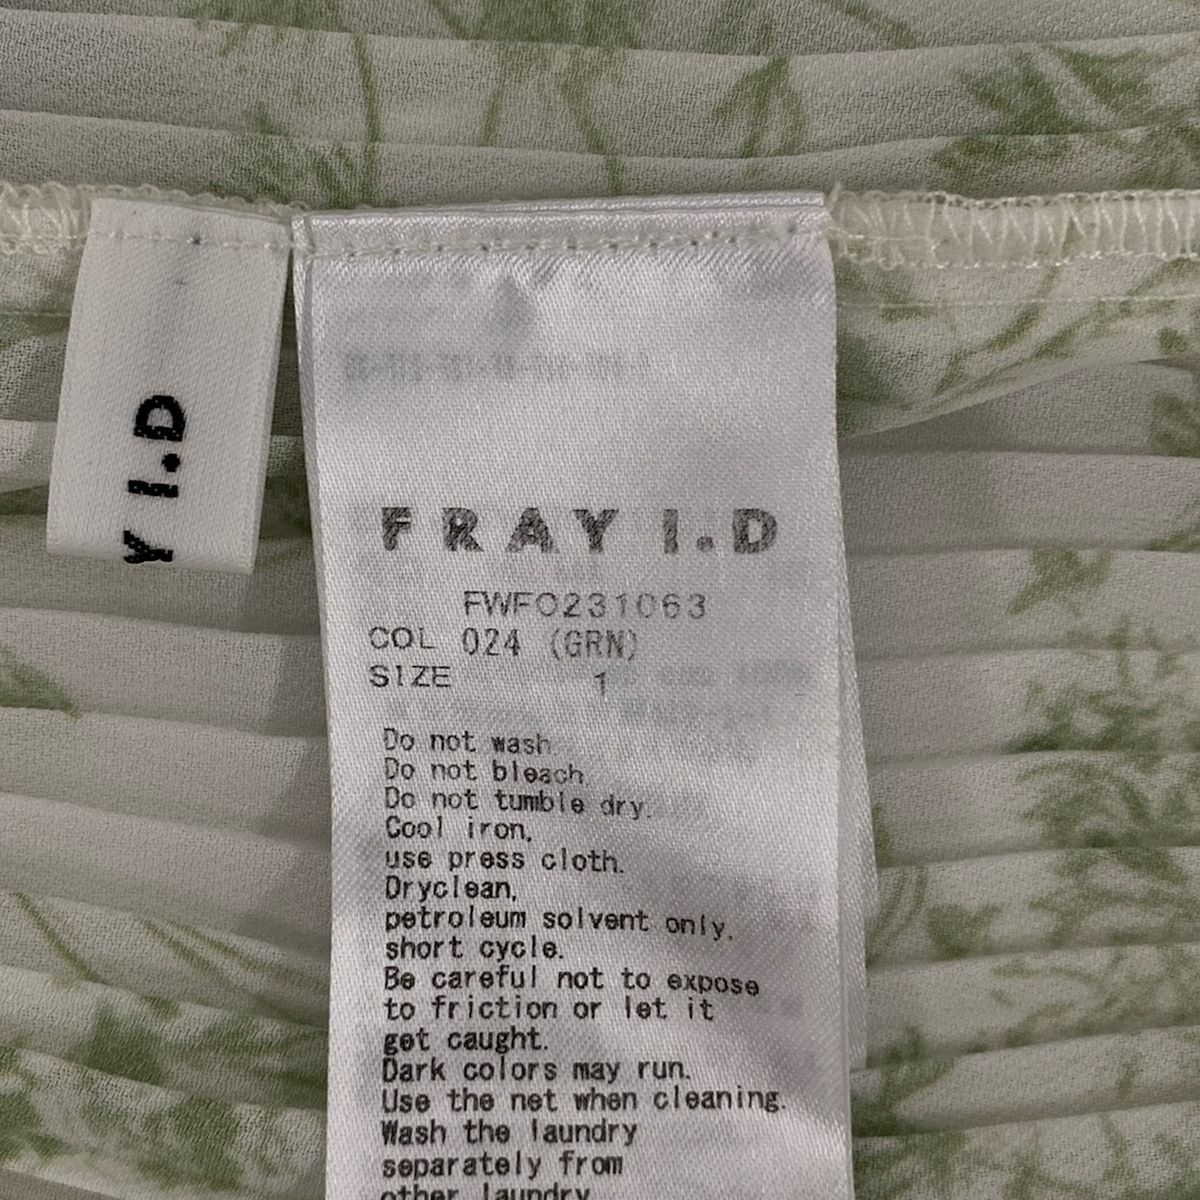 Y I.D
FRAY I.D
FWFO231063
COL 024 (GRN)
SIZE 1
Do not wash
Do not bleach.
Do not tumble dry.
Cool iron,
use press cloth.
Dryclean,
petroleum solvent only,
short cycle.
Be careful not to expose
to friction or let it
get caught.
Dark colors may run.
Use the net when cleaning.
Wash the laundry
separately from
other laundry